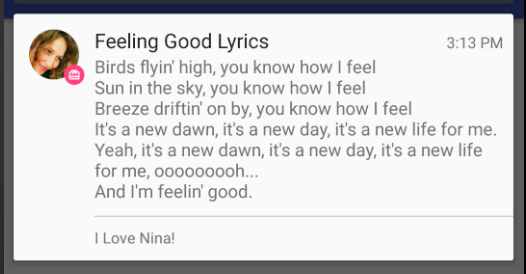 Feeling Good Lyrics 3:13 PM
Birds flyin' high, you know how I feel
Sun in the sky, you know how I feel
Breeze driftin' on by, you know how I feel
It's a new dawn, it's a new day, it's a new life for me.
Yeah, it's a new dawn, it's a new day, it's a new life
for me, ooooooooh...
And I'm feelin' good.
I Love Nina!